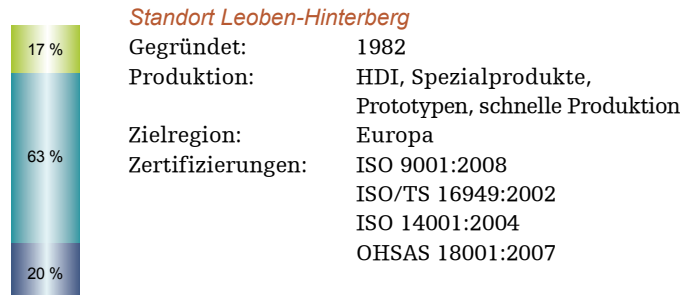 Standort Leoben-Hinterberg
17 %
Gegründet: 1982
Produktion: HDI, Spezialprodukte,
Prototypen, schnelle Produktion
Zielregion: Europa
63 %
Zertifizierungen: ISO 9001:2008
ISO/TS 16949:2002
ISO 14001:2004
OHSAS 18001:2007
20 %